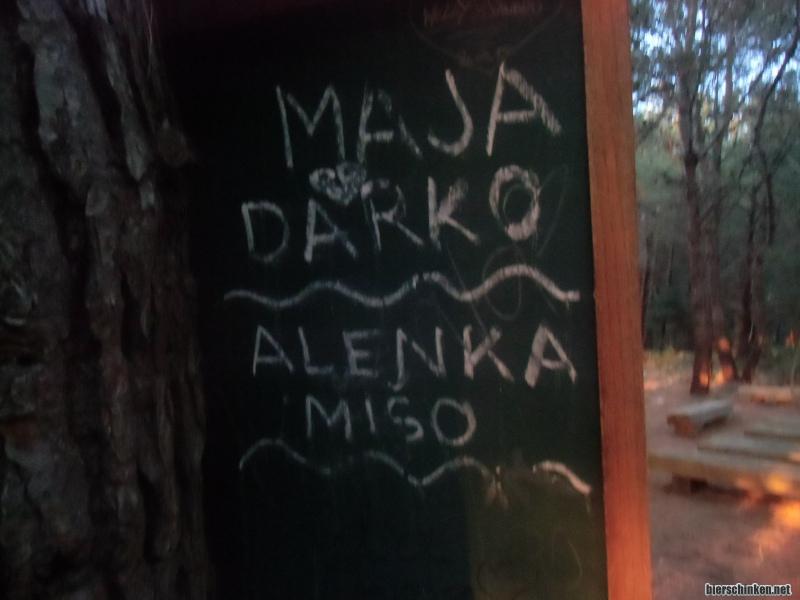 MAJA
DARKO
ALENKA
MISO
bierschinken.net